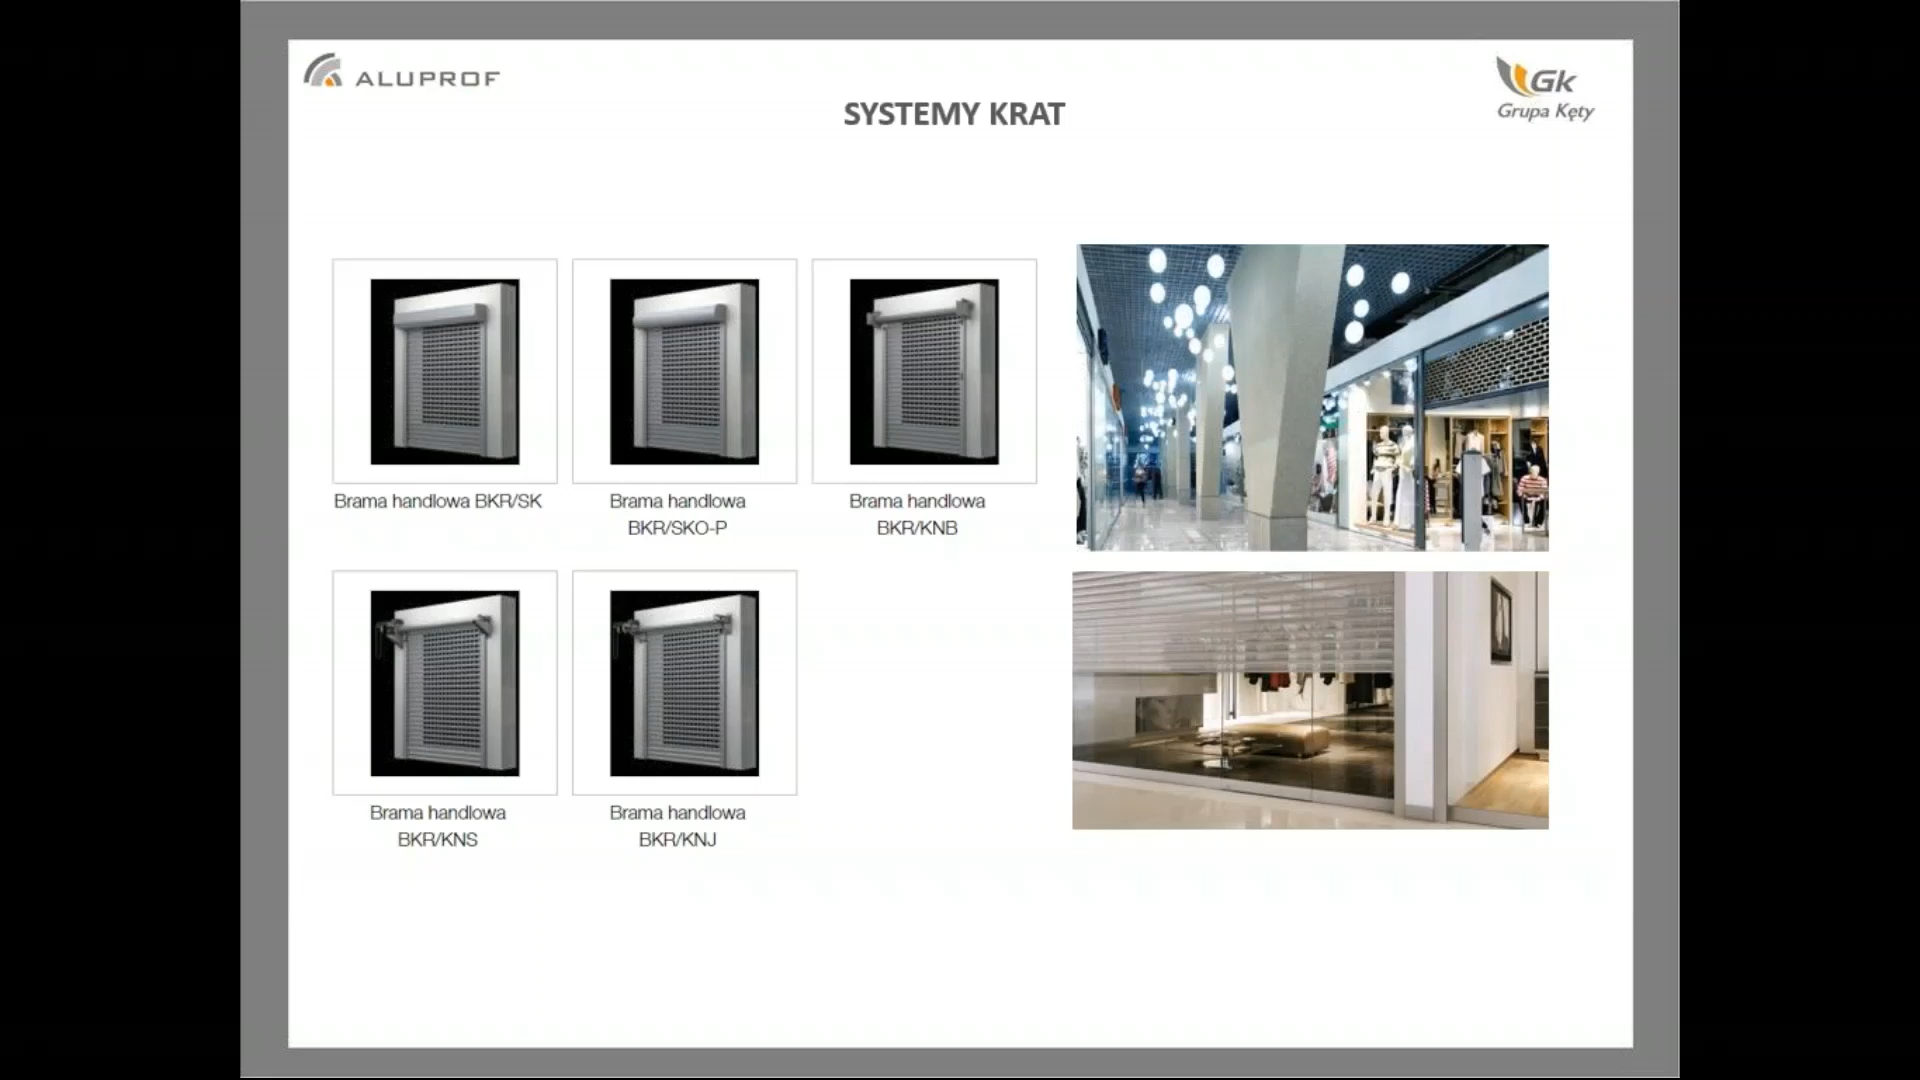 ALUPROF
Gk
Grupa Kęty
SYSTEMY KRAT
Brama handlowa BKR/SK
Brama handlowa
BKR/SKO-P
Brama handlowa
BKR/KNB
Brama handlowa
BKR/KNS
Brama handlowa
BKR/KNJ